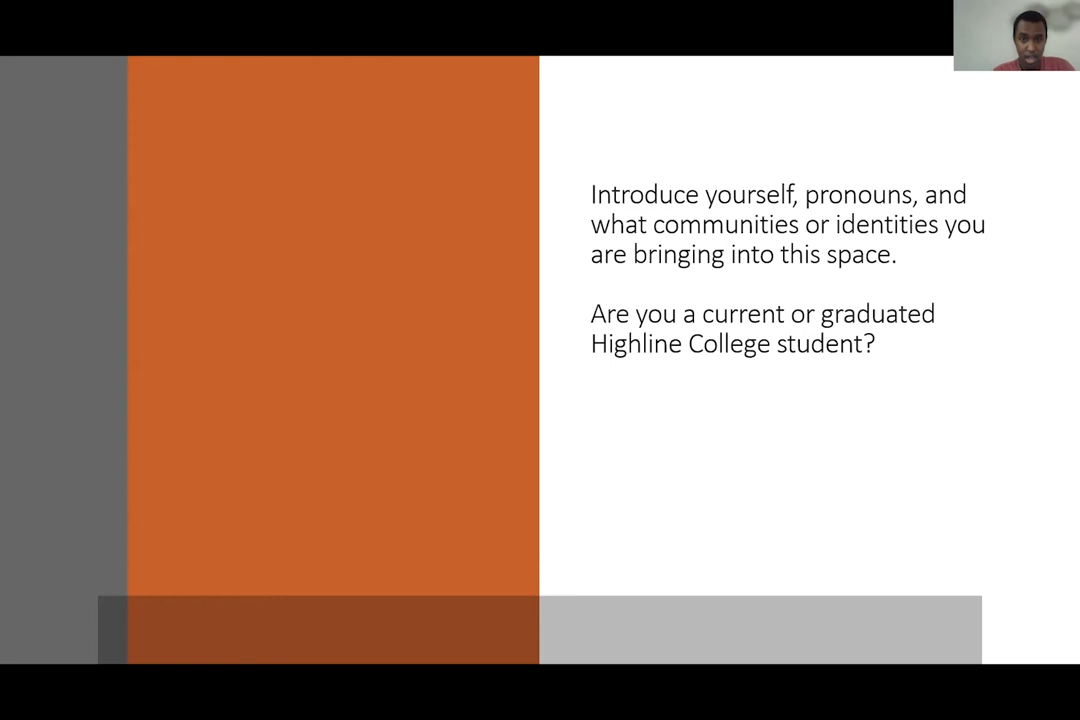 Introduce yourself, pronouns, and
what communities or identities you
are bringing into this space.
Are you a current or graduated
Highline College student?